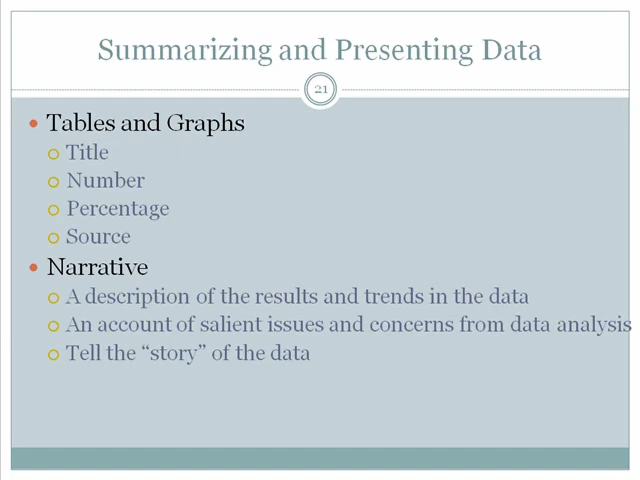 Summarizing and Presenting Data
21
Tables and Graphs
Title
Number
Percentage
Source
Narrative
A description of the results and trends in the data
An account of salient issues and concerns from data analysis
Tell the “story” of the data